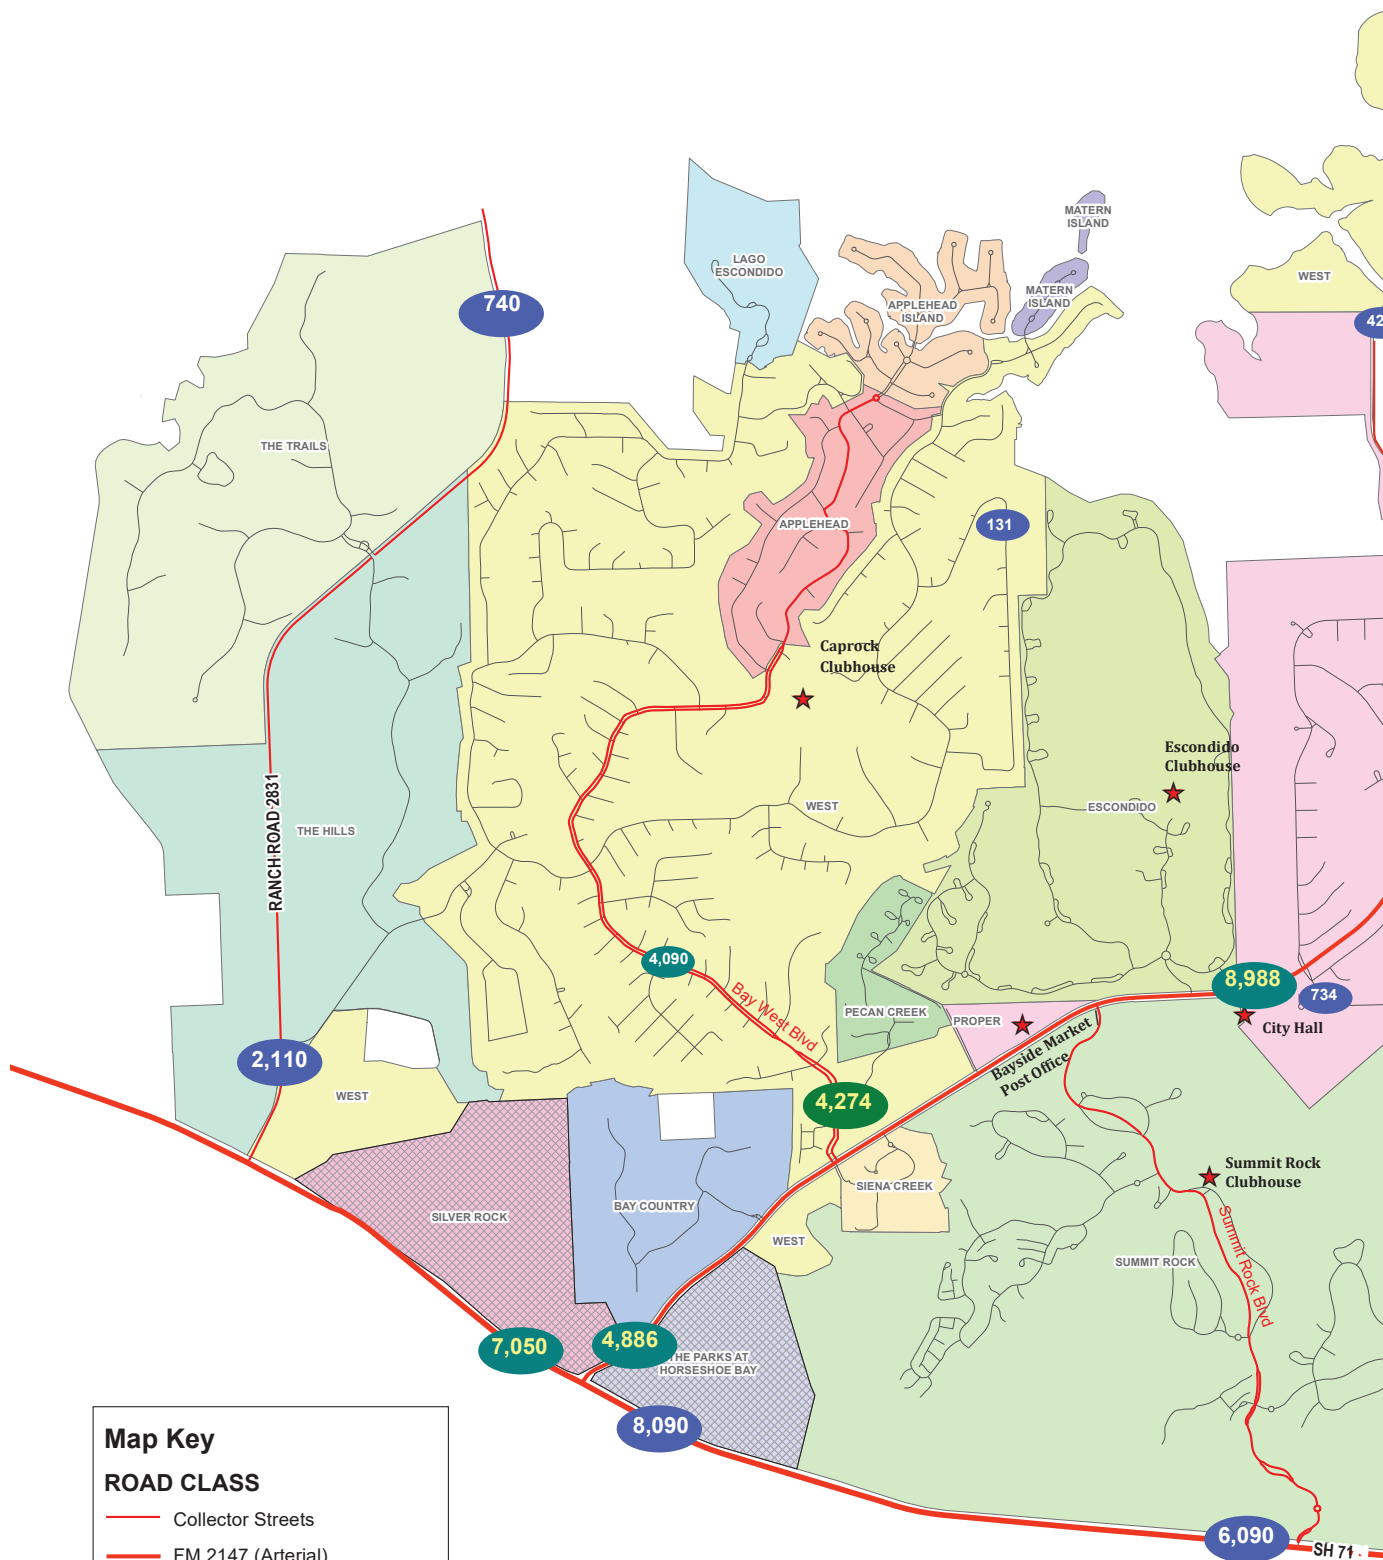 MATERN
ISLAND
LAGO
ESCONDIDO
WEST
MATERN
ISLAND
740
APPLEHEAD
ISLAND
THE TRAILS
APPLEHEAD
131
Caprock
Clubhouse
Escondido
Clubhouse
RANCH ROAD 2831
THE HILLS
WEST
ESCONDIDO
4,090
Bay West Blvd
8,988
734
PECAN CREEK
PROPER
City Hall
Bayside Market
Post Office
2,110
WEST
4,274
Summit Rock
Clubhouse
SIENA CREEK
BAY COUNTRY
SILVER ROCK
WEST
SUMMIT ROCK
Summit Rock Blvd
7,050
4,886
THE PARKS AT
HORSESHOE BAY
8,090
Map Key
ROAD CLASS
Collector Streets
FM 2147 (Arterial)
6,090
SH 71